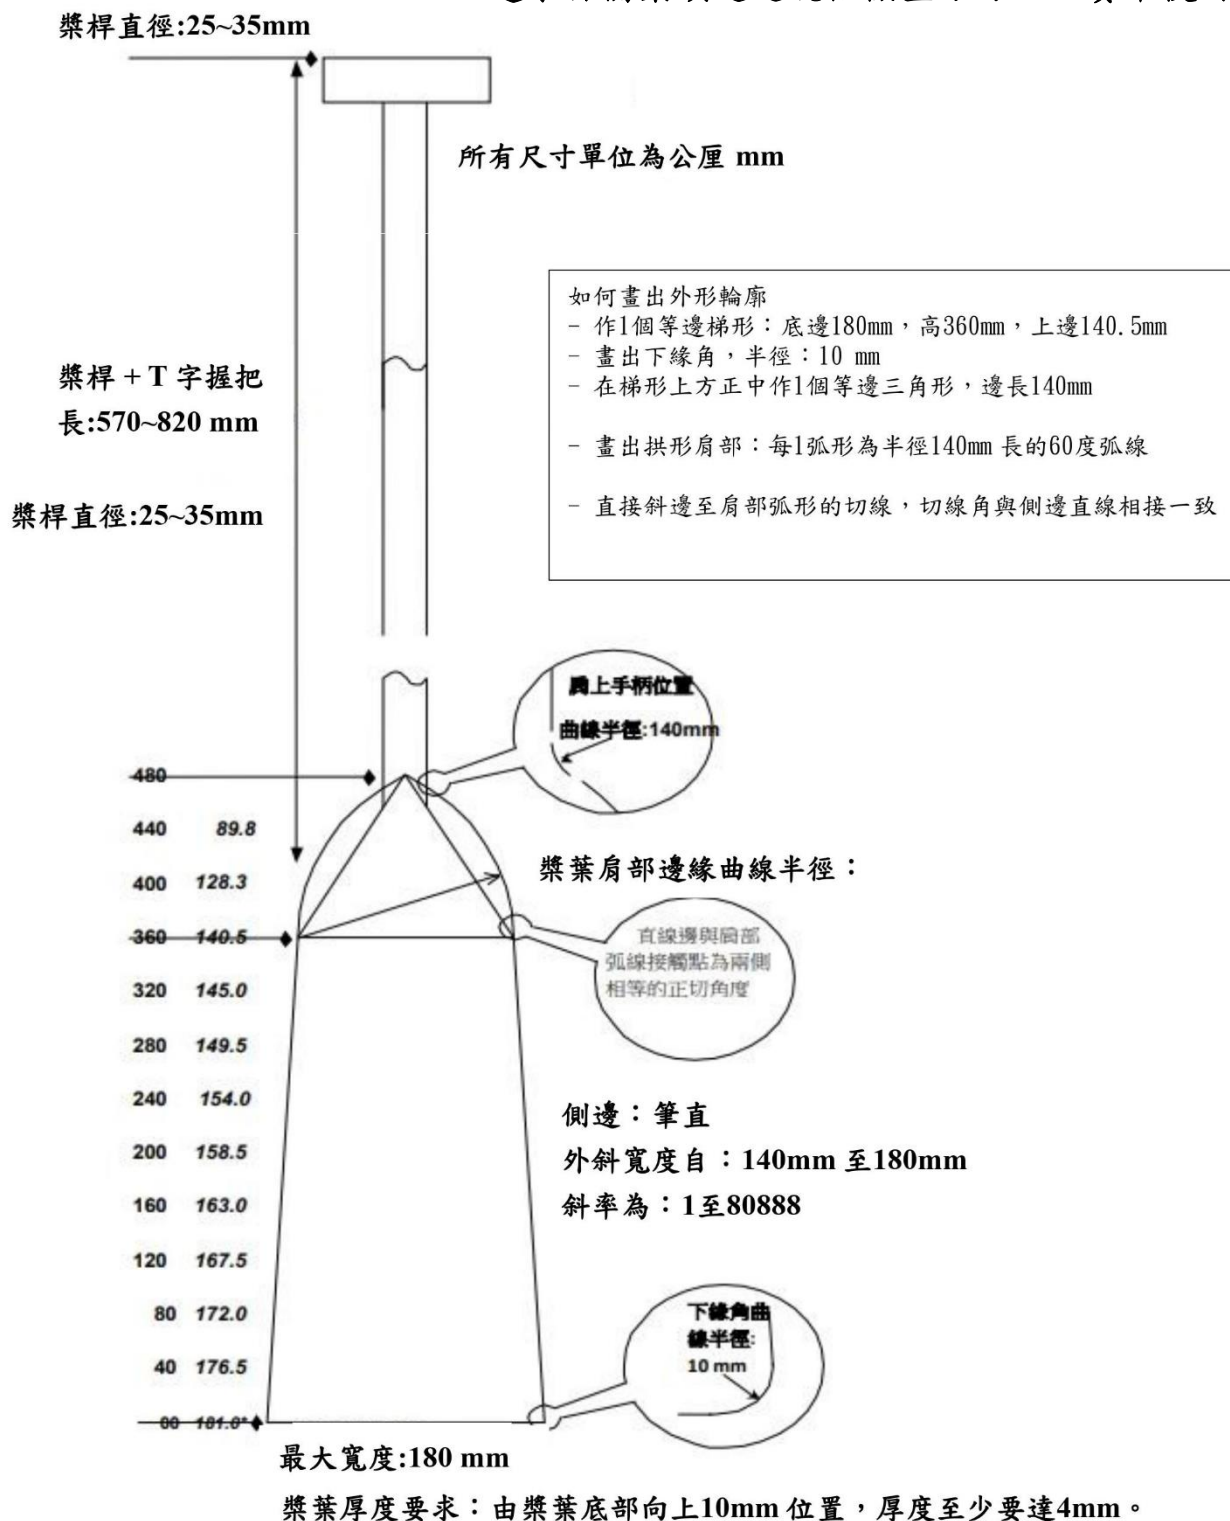 槳桿直徑:25~35mm
所有尺寸單位為公厘 mm
如何畫出外形輪廓
- 作1個等邊梯形：底邊180mm，高360mm，上邊140.5mm
- 畫出下緣角，半徑：10 mm
- 在梯形上方正中作1個等邊三角形，邊長140mm
- 畫出拱形肩部：每1弧形為半徑140mm 長的60度弧線
- 直接斜邊至肩部弧形的切線，切線角與側邊直線相接一致
槳桿 + T 字握把
長:570~820 mm
槳桿直徑:25~35mm
肩上手柄位置
曲線半徑:140mm
480
440 89.8
槳葉肩部邊緣曲線半徑：
400 128.3
360 140.5
直線邊與肩部
弧線接觸點為兩側
相等的正切角度
320 145.0
280 149.5
240 154.0
側邊：筆直
200 158.5
外斜寬度自：140mm 至180mm
160 163.0
斜率為：1至80888
120 167.5
80 172.0
下緣角曲
線半徑:
10 mm
40 176.5
00 181.0*
最大寬度:180 mm
槳葉厚度要求：由槳葉底部向上10mm 位置，厚度至少要達4mm。